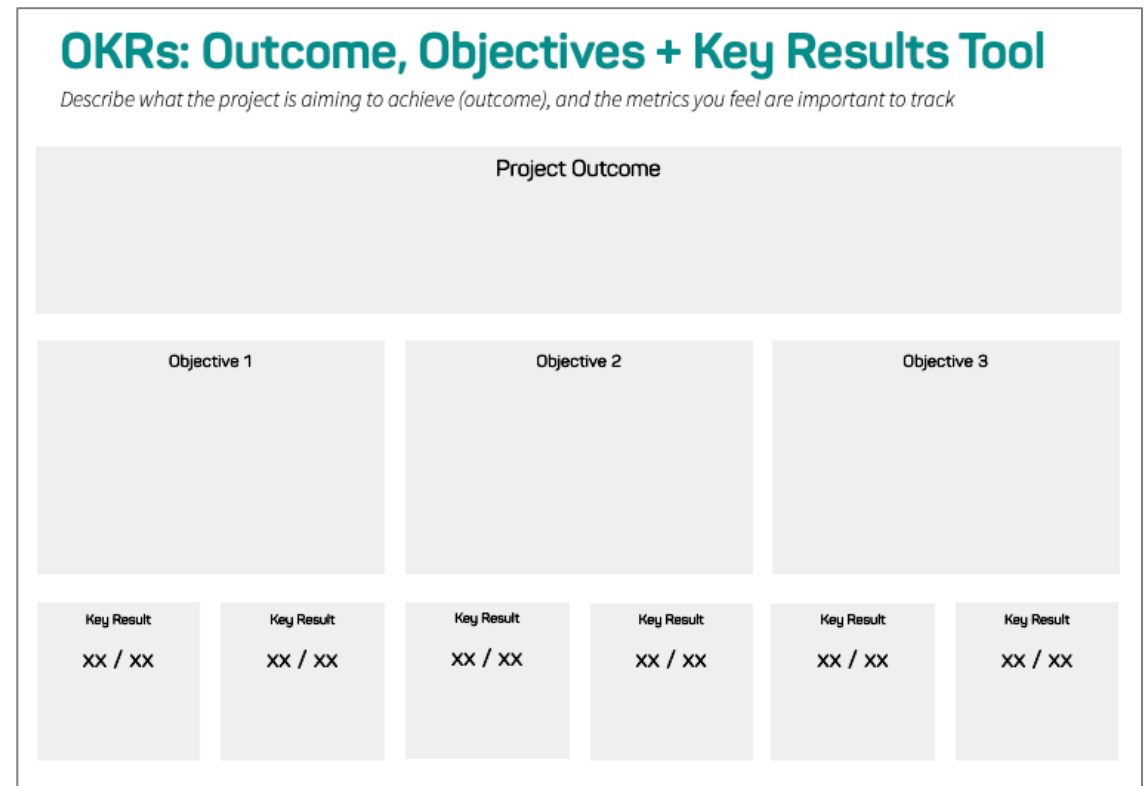 OKRs: Outcome, Objectives + Key Results Tool
Describe what the project is aiming to achieve (outcome), and the metrics you feel are important to track
Project Outcome
Objective 1
Objective 2
Objective 3
Key Result
xx / xx
Key Result
xx / xx
Key Result
xx / xx
Key Result
xx / xx
Key Result
xx / xx
Key Result
xx / xx